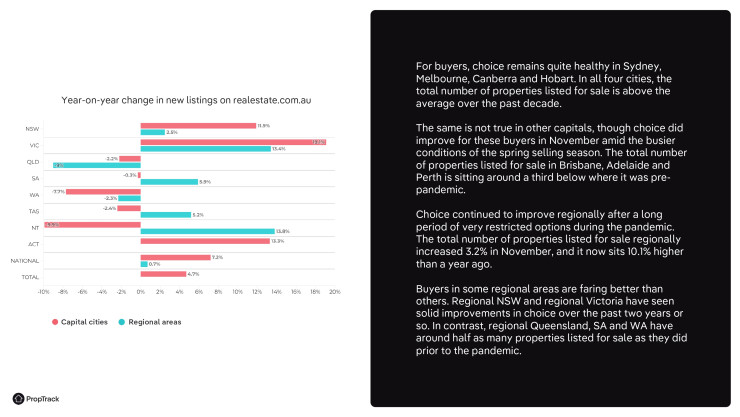 Year-on-year change in new listings on realestate.com.au
NSW
11.9%
2.5%
VIC
13.4%
QLD
-2.2%
SA
-0.3%
5.9%
WA
-7.7%
-2.3%
TAS
-2.4%
5.2%
NT
13.8%
ACT
13.3%
NATIONAL
7.2%
0.7%
TOTAL
4.7%
-10% -8% -6% -4% -2% 0% 2% 4% 6% 8% 10% 12% 14% 16% 18% 20%
Capital cities Regional areas
PropTrack
For buyers, choice remains quite healthy in Sydney,
Melbourne, Canberra and Hobart. In all four cities, the
total number of properties listed for sale is above the
average over the past decade.
The same is not true in other capitals, though choice did
improve for these buyers in November amid the busier
conditions of the spring selling season. The total number
of properties listed for sale in Brisbane, Adelaide and
Perth is sitting around a third below where it was pre-
pandemic.
Choice continued to improve regionally after a long
period of very restricted options during the pandemic.
The total number of properties listed for sale regionally
increased 3.2% in November, and it now sits 10.1% higher
than a year ago.
Buyers in some regional areas are faring better than
others. Regional NSW and regional Victoria have seen
solid improvements in choice over the past two years or
so. In contrast, regional Queensland, SA and WA have
around half as many properties listed for sale as they did
prior to the pandemic.